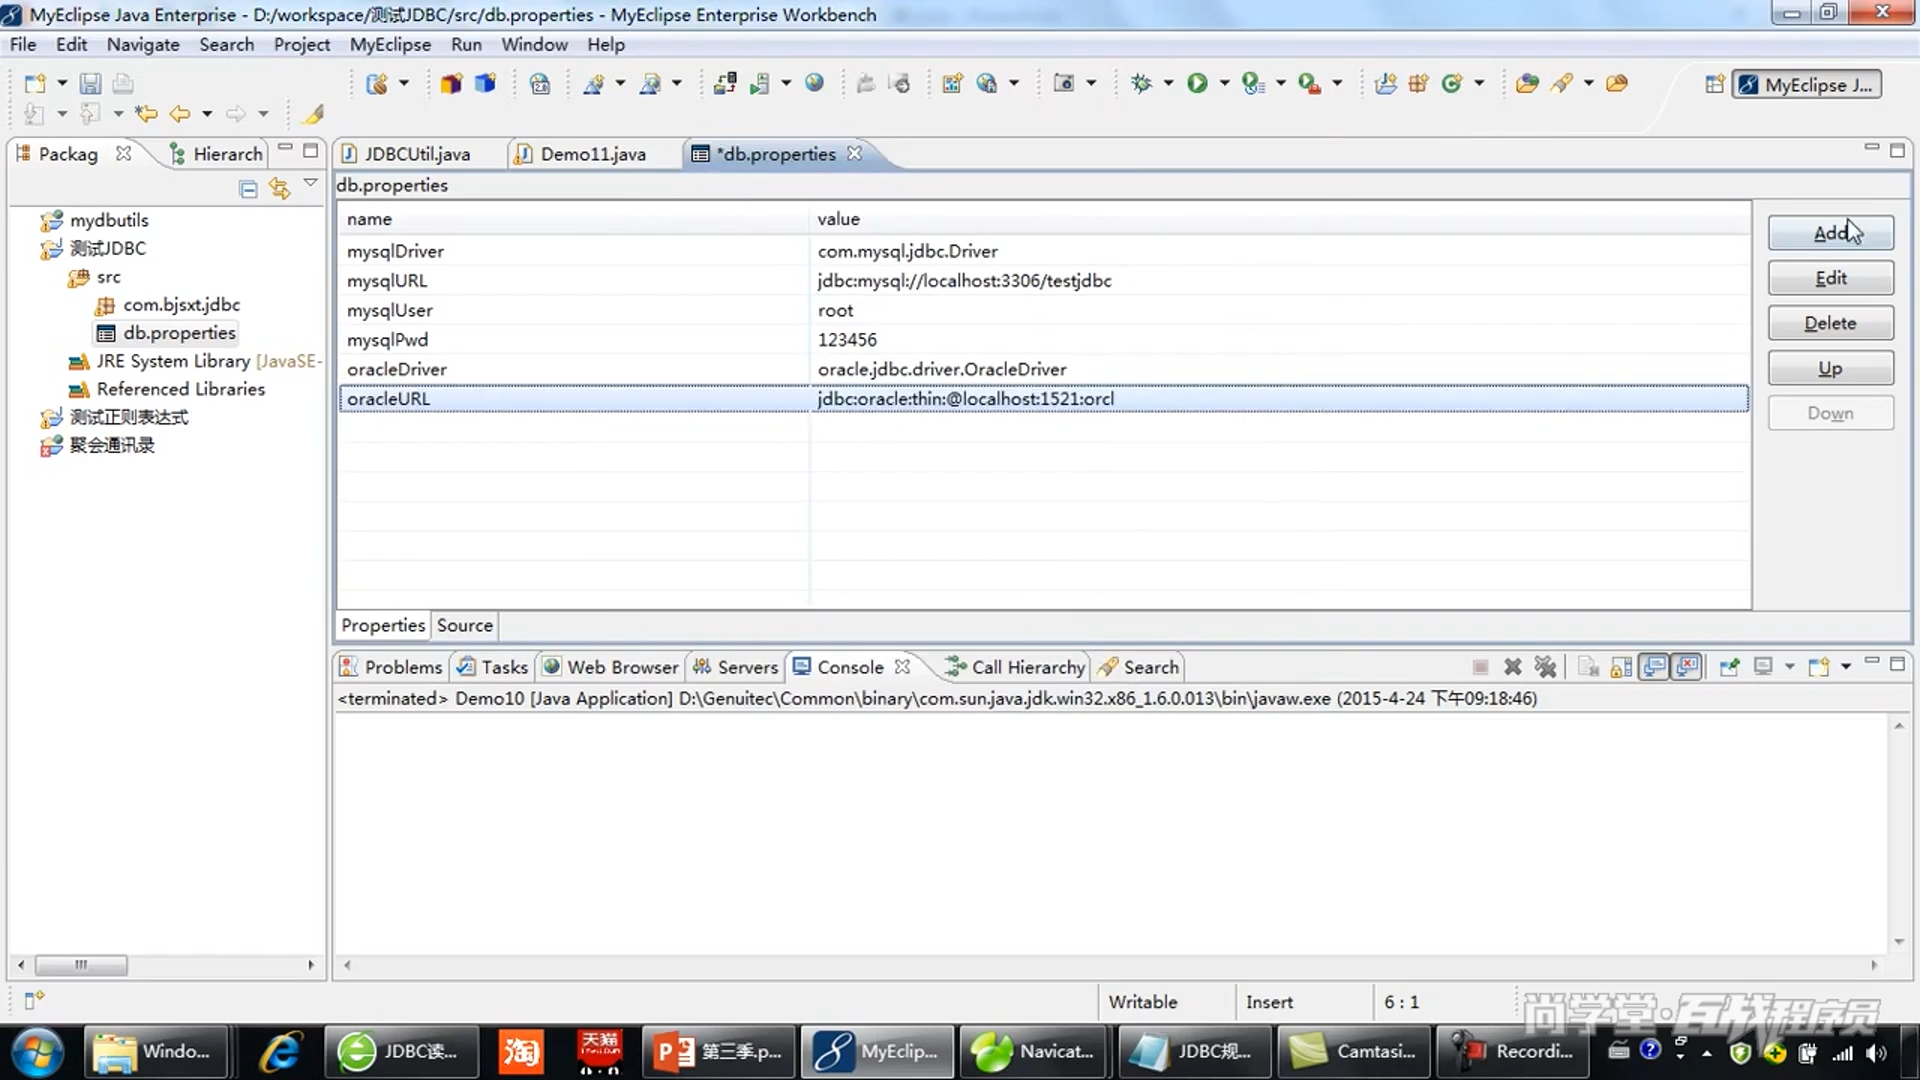 MyEclipse Java Enterprise - D:/workspace/测试JDBC/src/db.properties - MyEclipse Enterprise Workbench
File Edit Navigate Search Project MyEclipse Run Window Help
MyEclipse J...
Packag Hierarch
JDBCUtil.java Demo11.java *db.properties
db.properties
name value
mysqlDriver com.mysql.jdbc.Driver
mysqlURL jdbc:mysql://localhost:3306/testjdbc
mysqlUser root
mysqlPwd 123456
oracleDriver oracle.jdbc.driver.OracleDriver
oracleURL jdbc:oracle:thin:@localhost:1521:orcl
Add
Edit
Delete
Up
Down
mydbutils
测试JDBC
src
com.bjsxt.jdbc
db.properties
JRE System Library [JavaSE-
Referenced Libraries
测试正则表达式
聚会通讯录
Properties Source
Problems Tasks Web Browser Servers Console Call Hierarchy Search
<terminated> Demo10 [Java Application] D:\Genuitec\Common\binary\com.sun.java.jdk.win32.x86_1.6.0.013\bin\javaw.exe (2015-4-24 下午09:18:46)
Writable Insert 6 : 1
尚学堂·百战程序员
Windo... JDBC读... 淘 天猫 第三季.p... MyEclip... Navicat... JDBC规... Camtasi... Recordi...